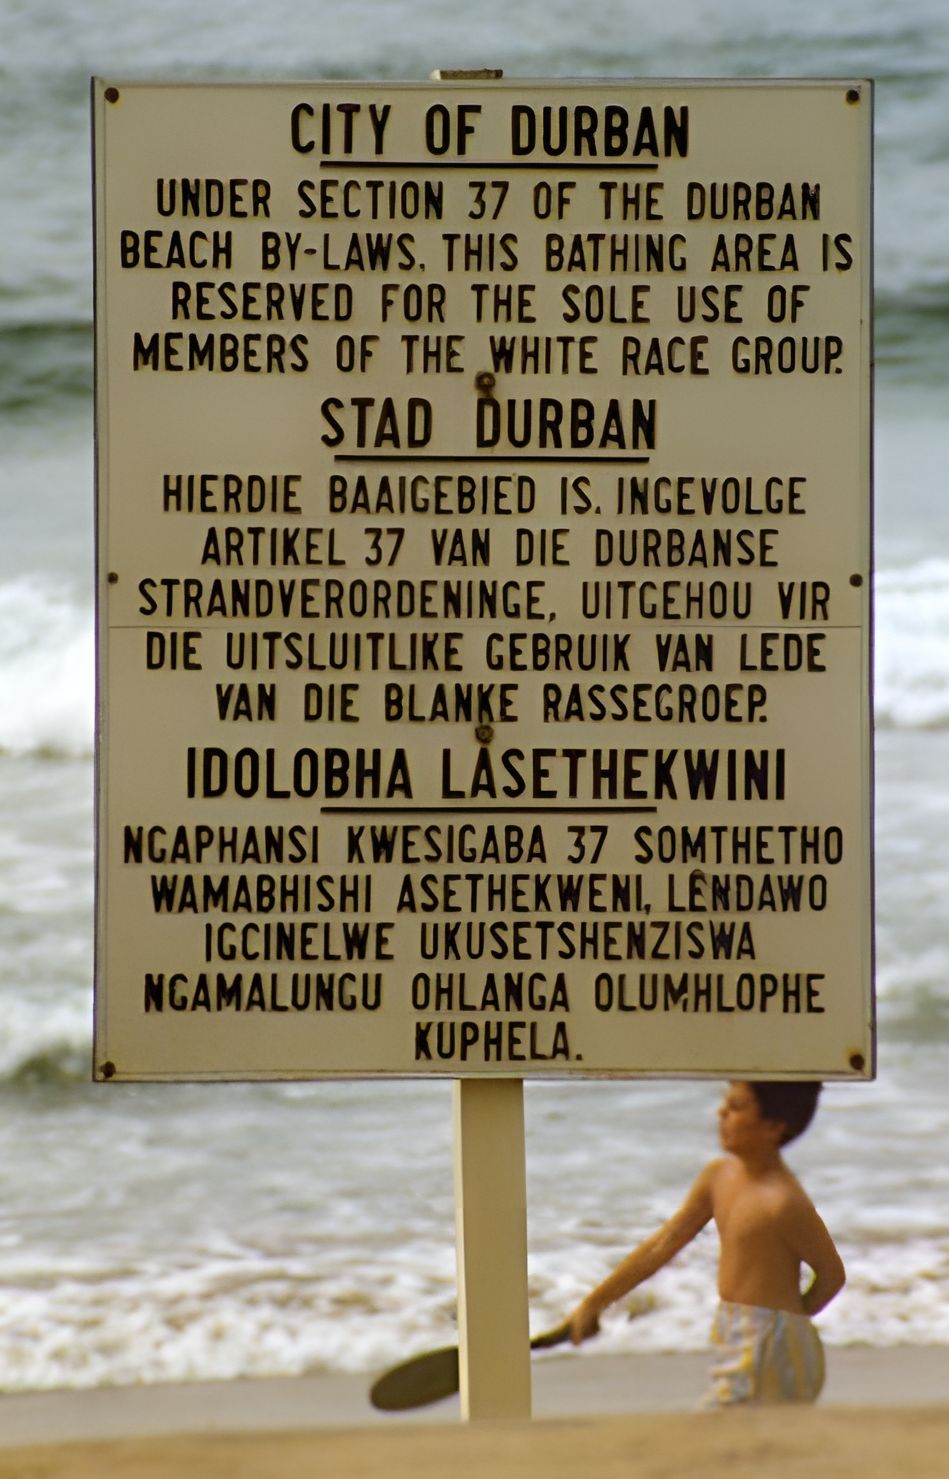 CITY OF DURBAN
UNDER SECTION 37 OF THE DURBAN
BEACH BY-LAWS, THIS BATHING AREA IS
RESERVED FOR THE SOLE USE OF
MEMBERS OF THE WHITE RACE GROUP.
STAD DURBAN
HIERDIE BAAIGEBIED IS, INGEVOLGE
ARTIKEL 37 VAN DIE DURBANSE
STRANDVERORDENINGE, UITGEHOU VIR
DIE UITSLUITLIKE GEBRUIK VAN LEDE
VAN DIE BLANKE RASSEGROEP.
IDOLOBHA LASETHEKWINI
NGAPHANSI KWESIGABA 37 SOMTHETHO
WAMABHISHI ASETHEKWENI, LENDAWO
IGCINELWE UKUSETSHENZISWA
NGAMALUNGU OHLANGA OLUMHLOPHE
KUPHELA.